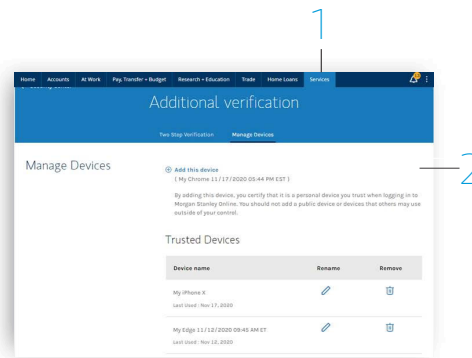 1
Home Accounts At Work Pay, Transfer + Budget Research + Education Trade Home Loans Services
Additional verification
Two Step Verification Manage Devices
Manage Devices
Add this device
2
( My Chrome 11/17/2020 05:44 PM EST )
By adding this device, you certify that it is a personal device you trust when logging in to
Morgan Stanley Online. You should not add a public device or devices that others may use
outside of your control.
Trusted Devices
Device name Rename Remove
My iPhone X
Last Used : Nov 17, 2020
My Edge 11/12/2020 09:45 AM ET
Last Used : Nov 12, 2020